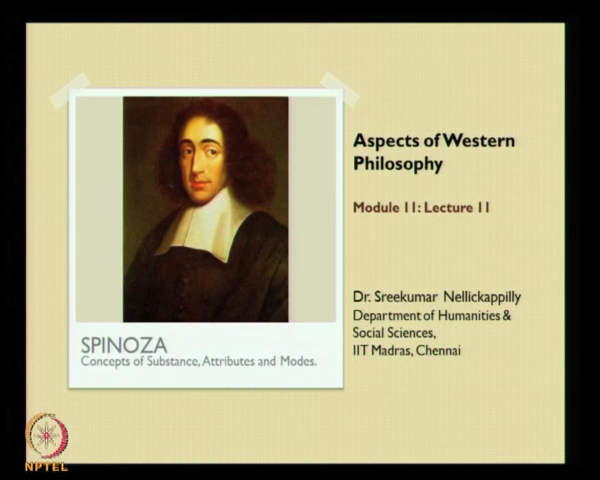 Aspects of Western
Philosophy
Module 11: Lecture 11
Dr. Sreekumar Nellickappilly
Department of Humanities &
Social Sciences,
IIT Madras, Chennai
SPINOZA
Concepts of Substance, Attributes and Modes.
NPTEL